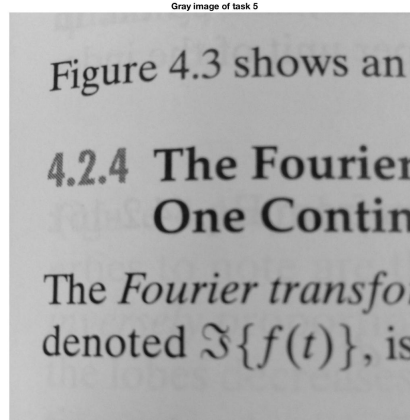 Gray image of task 5
Figure 4.3 shows an
4.2.4 The Fourier
One Contin
The Fourier transfo
denoted ℑ{f(t)}, is